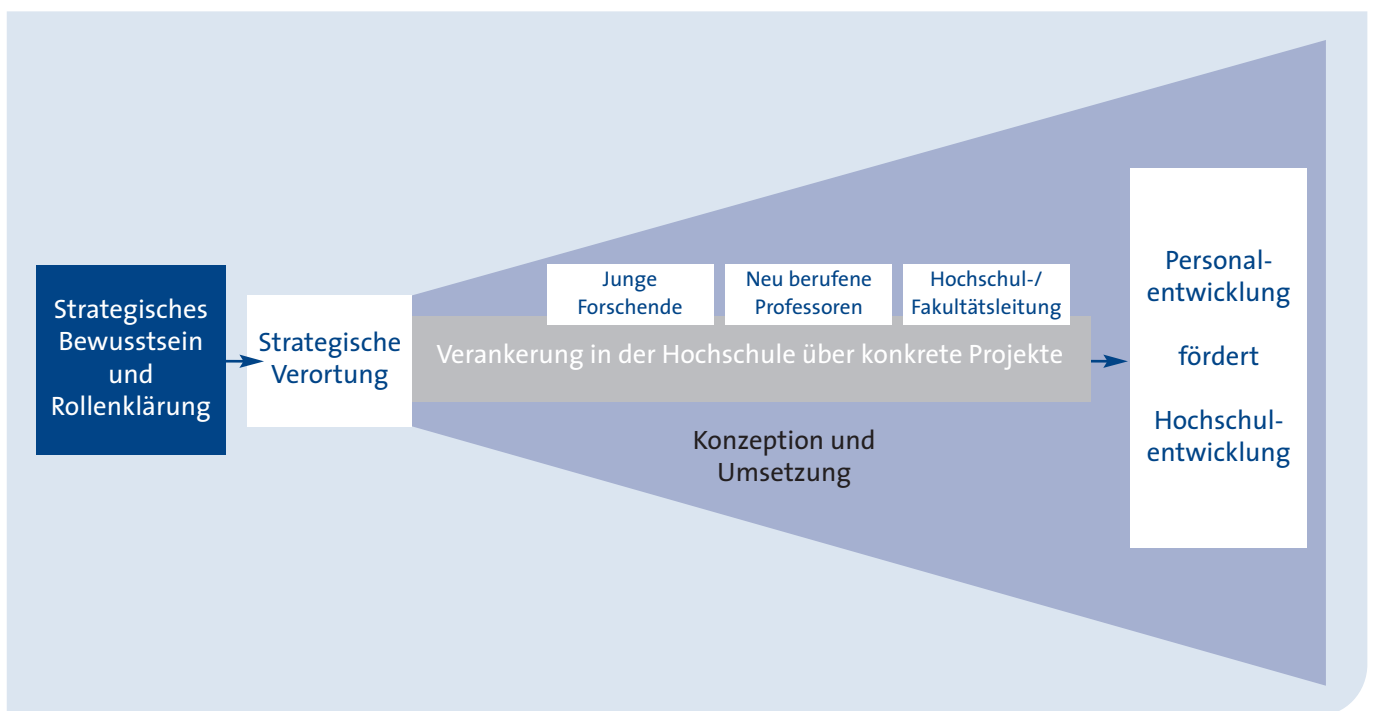 Strategisches
Bewusstsein
und
Rollenklärung
Strategische
Verortung
Junge
Forschende
Neu berufene
Professoren
Hochschul-/
Fakultätsleitung
Verankerung in der Hochschule über konkrete Projekte
Konzeption und
Umsetzung
Personal-
entwicklung
fördert
Hochschul-
entwicklung